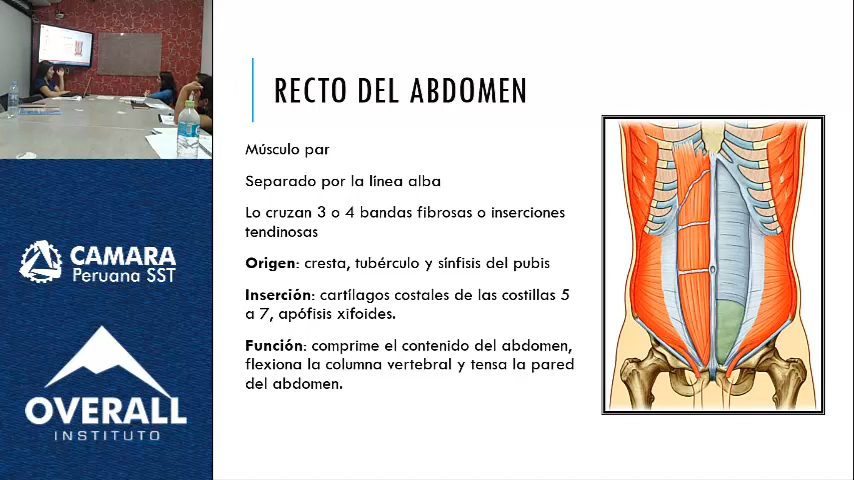 RECTO DEL ABDOMEN
Músculo par
Separado por la línea alba
Lo cruzan 3 o 4 bandas fibrosas o inserciones
tendinosas
Origen: cresta, tubérculo y sínfisis del pubis
Inserción: cartílagos costales de las costillas 5
a 7, apófisis xifoides.
Función: comprime el contenido del abdomen,
flexiona la columna vertebral y tensa la pared
del abdomen.
CAMARA
Peruana SST
OVERALL
INSTITUTO